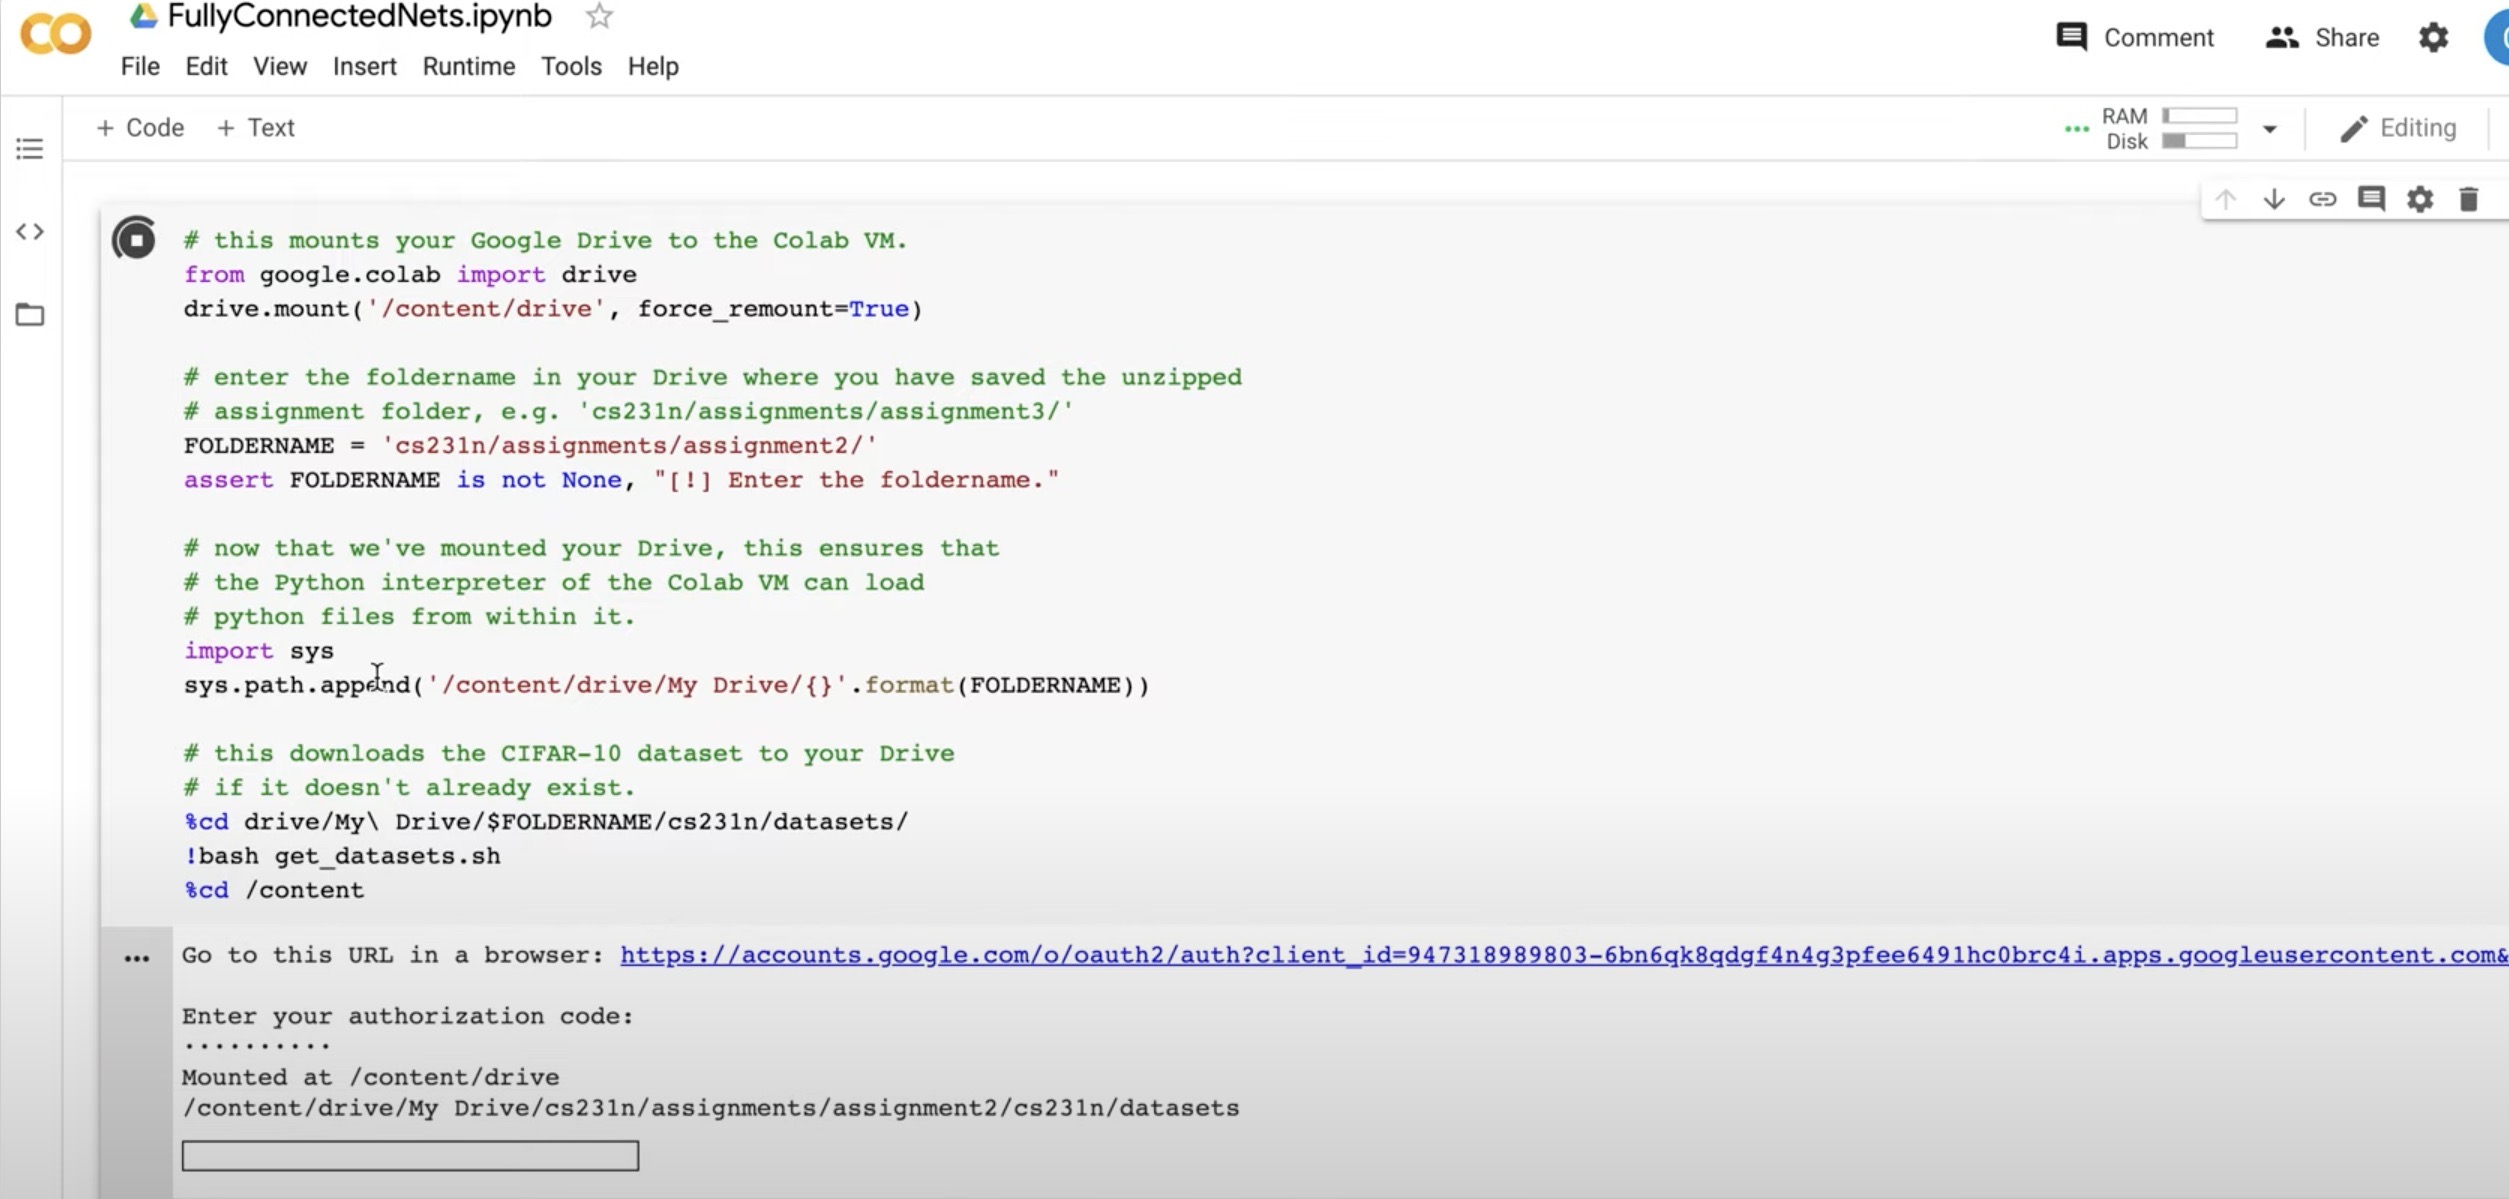 FullyConnectedNets.ipynb
File Edit View Insert Runtime Tools Help
Comment Share
+ Code + Text
RAM
Disk
Editing
# this mounts your Google Drive to the Colab VM.
from google.colab import drive
drive.mount('/content/drive', force_remount=True)
# enter the foldername in your Drive where you have saved the unzipped
# assignment folder, e.g. 'cs231n/assignments/assignment3/'
FOLDERNAME = 'cs231n/assignments/assignment2/'
assert FOLDERNAME is not None, "[!] Enter the foldername."
# now that we've mounted your Drive, this ensures that
# the Python interpreter of the Colab VM can load
# python files from within it.
import sys
sys.path.append('/content/drive/My Drive/{}'.format(FOLDERNAME))
# this downloads the CIFAR-10 dataset to your Drive
# if it doesn't already exist.
%cd drive/My\ Drive/$FOLDERNAME/cs231n/datasets/
!bash get_datasets.sh
%cd /content
Go to this URL in a browser: https://accounts.google.com/o/oauth2/auth?client_id=947318989803-6bn6qk8qdgf4n4g3pfee6491hc0brc4i.apps.googleusercontent.com&
Enter your authorization code:
··········
Mounted at /content/drive
/content/drive/My Drive/cs231n/assignments/assignment2/cs231n/datasets